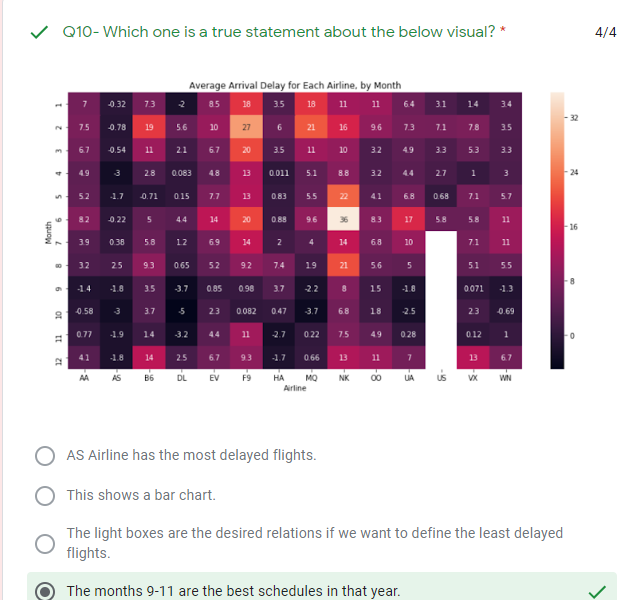 Q10- Which one is a true statement about the below visual? *
4/4
Average Arrival Delay for Each Airline, by Month
1 7 -0.32 7.3 -2 8.5 18 3.5 18 11 11 6.4 3.1 1.4 3.4
2 7.5 -0.78 19 5.6 10 27 6 21 16 9.6 7.3 7.1 7.8 3.5
3 6.7 -0.54 11 2.1 6.7 20 3.5 11 10 3.2 4.9 3.3 5.3 3.3
4 4.9 -3 2.8 0.083 4.8 13 0.011 5.1 8.8 3.2 4.4 2.7 1 3
5 5.2 -1.7 -0.71 0.15 7.7 13 0.83 5.5 22 4.1 6.8 0.68 7.1 5.7
6 8.2 -0.22 5 4.4 14 20 0.88 9.6 36 8.3 17 5.8 5.8 11
7 3.9 0.38 5.8 1.2 6.9 14 2 4 14 6.8 10 7.1 11
8 3.2 2.5 9.3 0.65 5.2 9.2 7.4 1.9 21 5.6 5 5.1 5.5
9 -1.4 -1.8 3.5 -3.7 0.85 0.98 3.7 -2.2 8 1.5 -1.8 0.071 -1.3
10 -0.58 -3 3.7 -5 2.3 0.082 0.47 -3.7 6.8 1.8 -2.5 2.3 -0.69
11 0.77 -1.9 1.4 -3.2 4.4 11 -2.7 0.22 7.5 4.9 0.28 0.12 1
12 4.1 -1.8 14 2.5 6.7 9.3 -1.7 0.66 13 11 7 13 6.7
Month
AA AS B6 DL EV F9 HA MQ NK OO UA US VX WN
Airline
32
24
16
8
0
AS Airline has the most delayed flights.
This shows a bar chart.
The light boxes are the desired relations if we want to define the least delayed
flights.
The months 9-11 are the best schedules in that year.